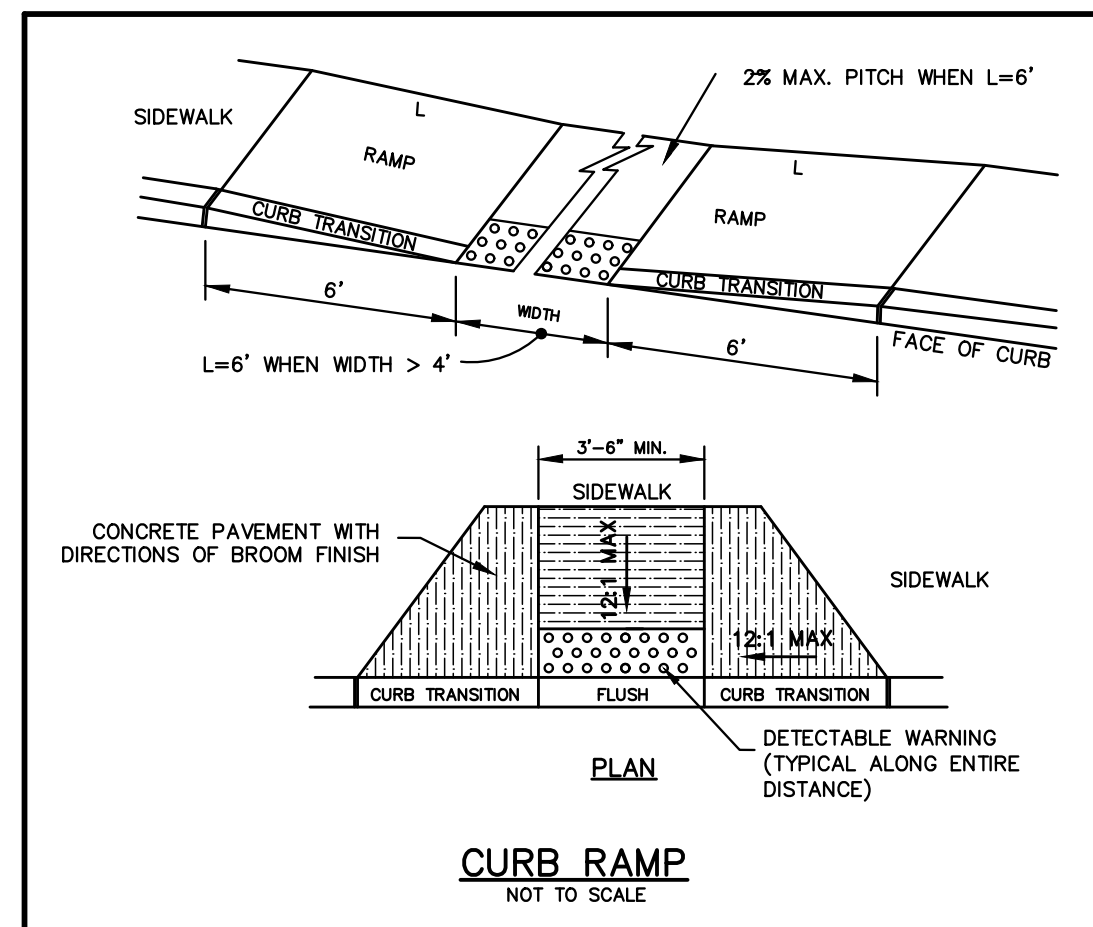 2% MAX. PITCH WHEN L=6'
SIDEWALK
L
RAMP
L
RAMP
CURB TRANSITION
CURB TRANSITION
6'
WIDTH
6'
FACE OF CURB
L=6' WHEN WIDTH > 4'
3'-6" MIN.
SIDEWALK
CONCRETE PAVEMENT WITH
DIRECTIONS OF BROOM FINISH
12:1 MAX
SIDEWALK
12:1 MAX
CURB TRANSITION
FLUSH
CURB TRANSITION
DETECTABLE WARNING
(TYPICAL ALONG ENTIRE
DISTANCE)
PLAN
CURB RAMP
NOT TO SCALE